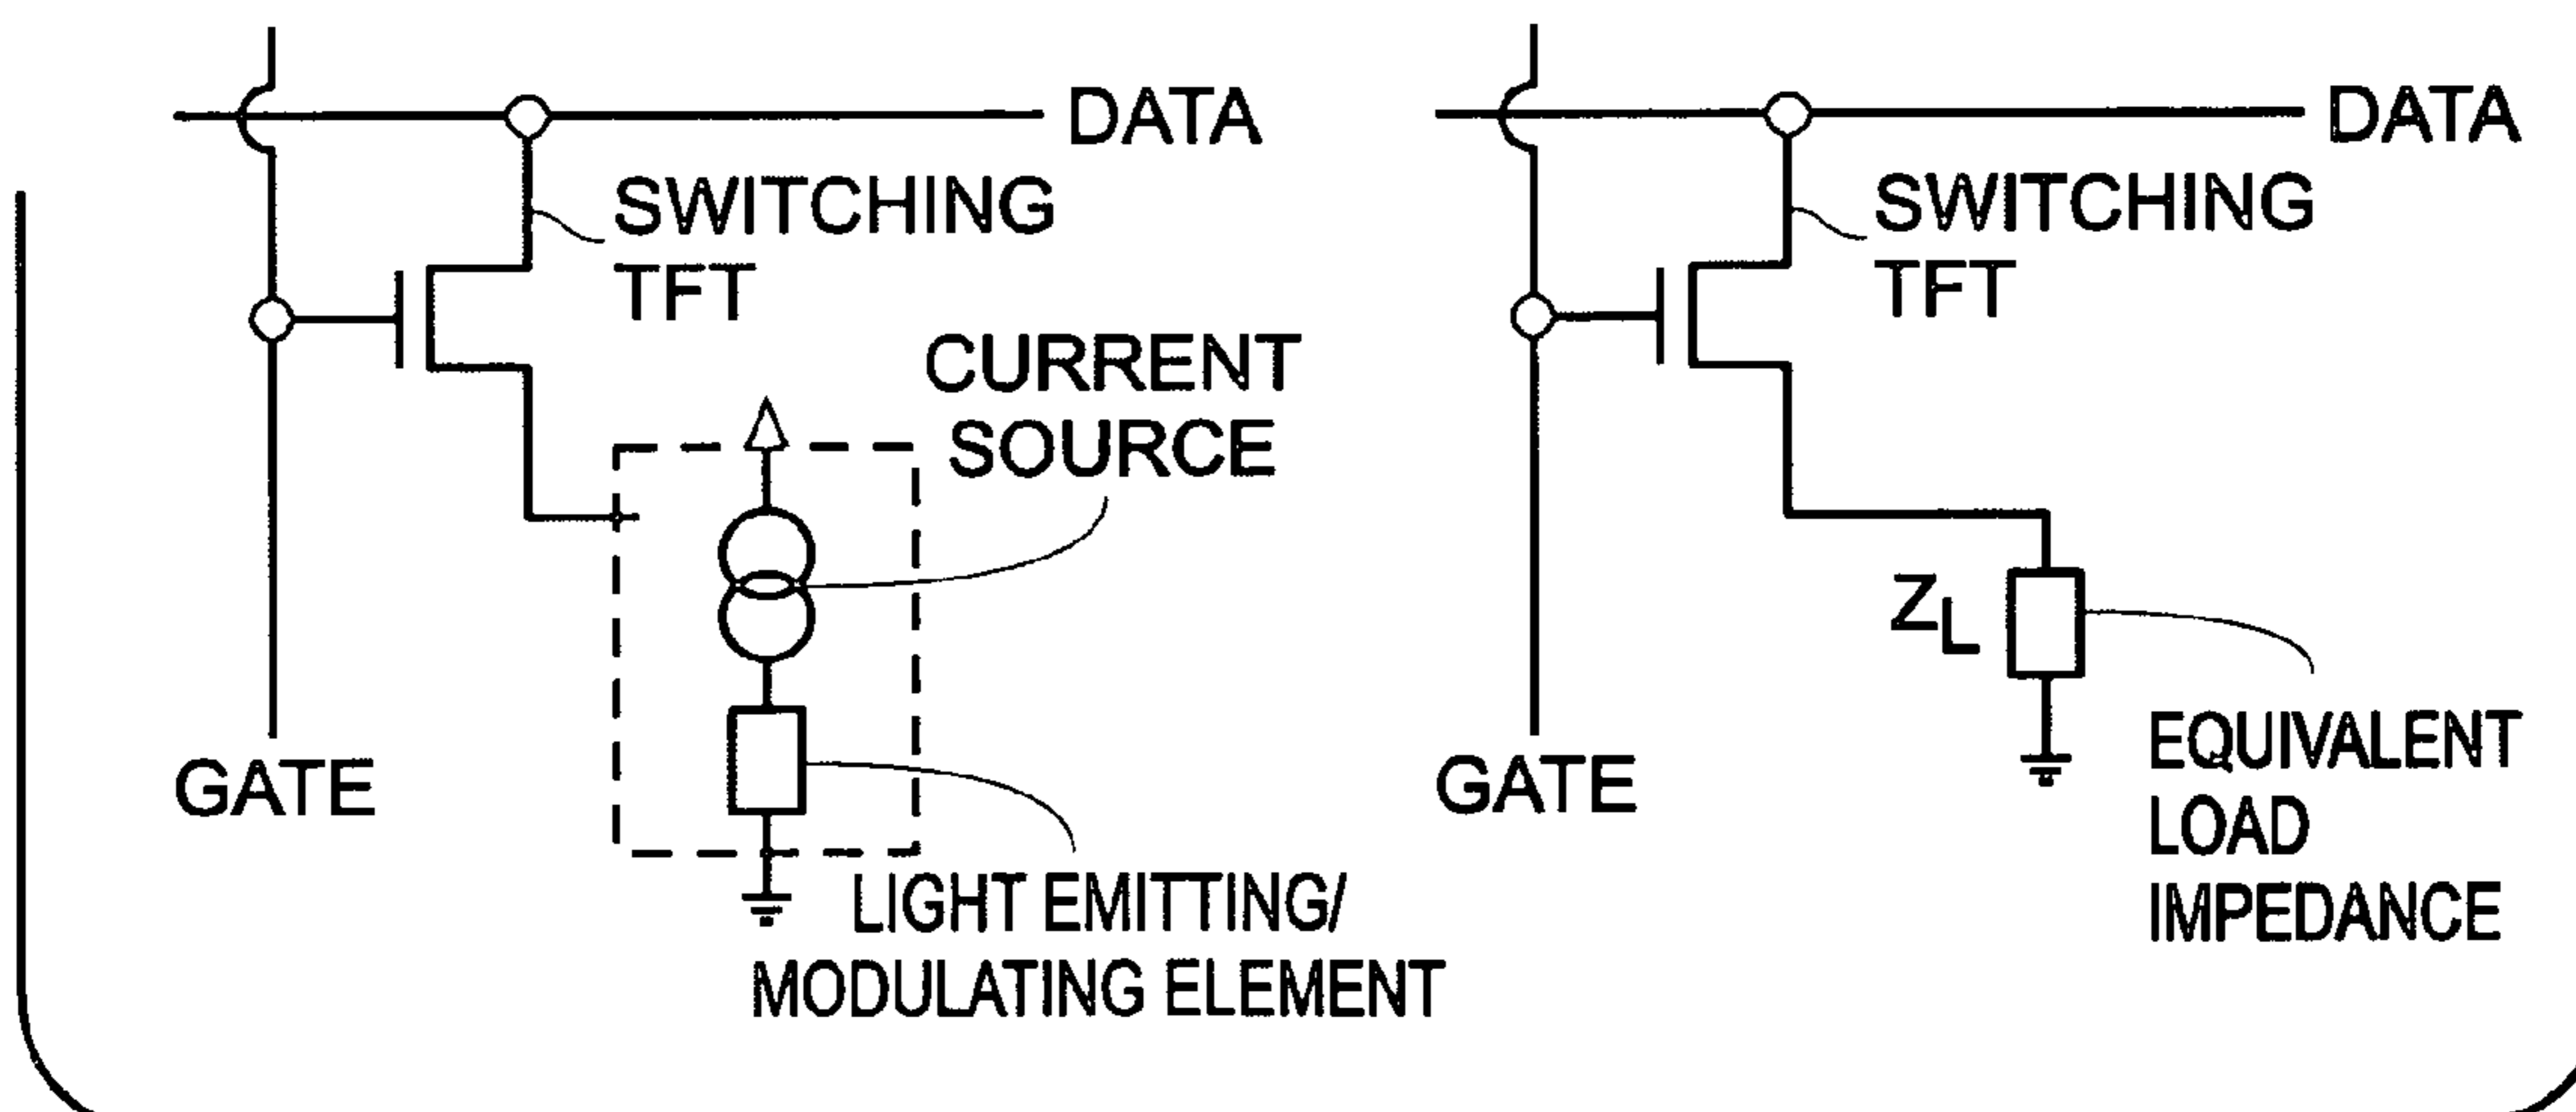 DATA
SWITCHING
TFT
CURRENT
SOURCE
GATE
LIGHT EMITTING/
MODULATING ELEMENT
DATA
SWITCHING
TFT
ZL
GATE
EQUIVALENT
LOAD
IMPEDANCE